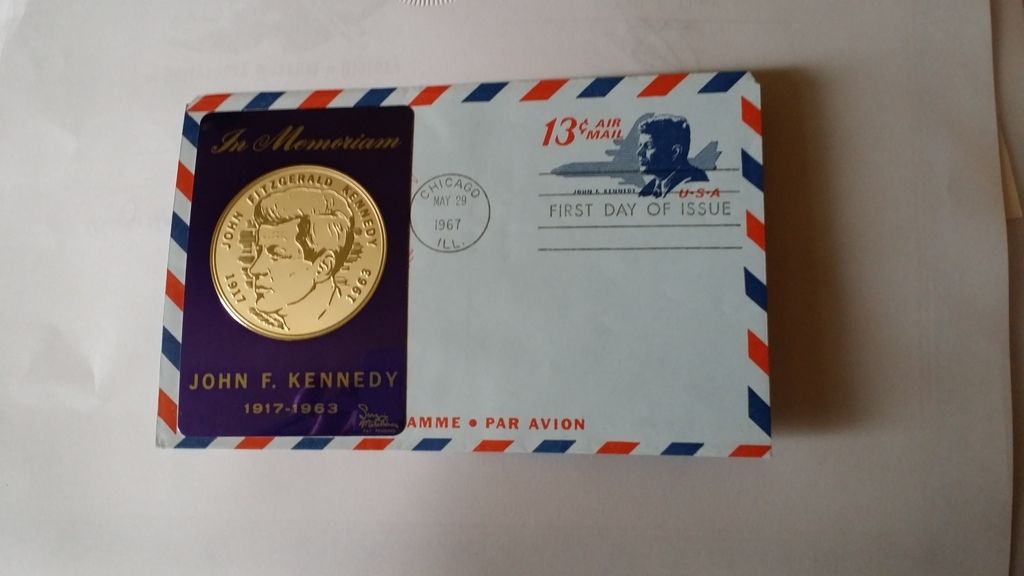 In Memoriam
JOHN FITZGERALD KENNEDY
1917 1963
JOHN F. KENNEDY
1917-1963
CHICAGO
MAY 29
1967
ILL.
13¢ AIR
MAIL
JOHN F. KENNEDY
U·S·A
FIRST DAY OF ISSUE
AMME • PAR AVION